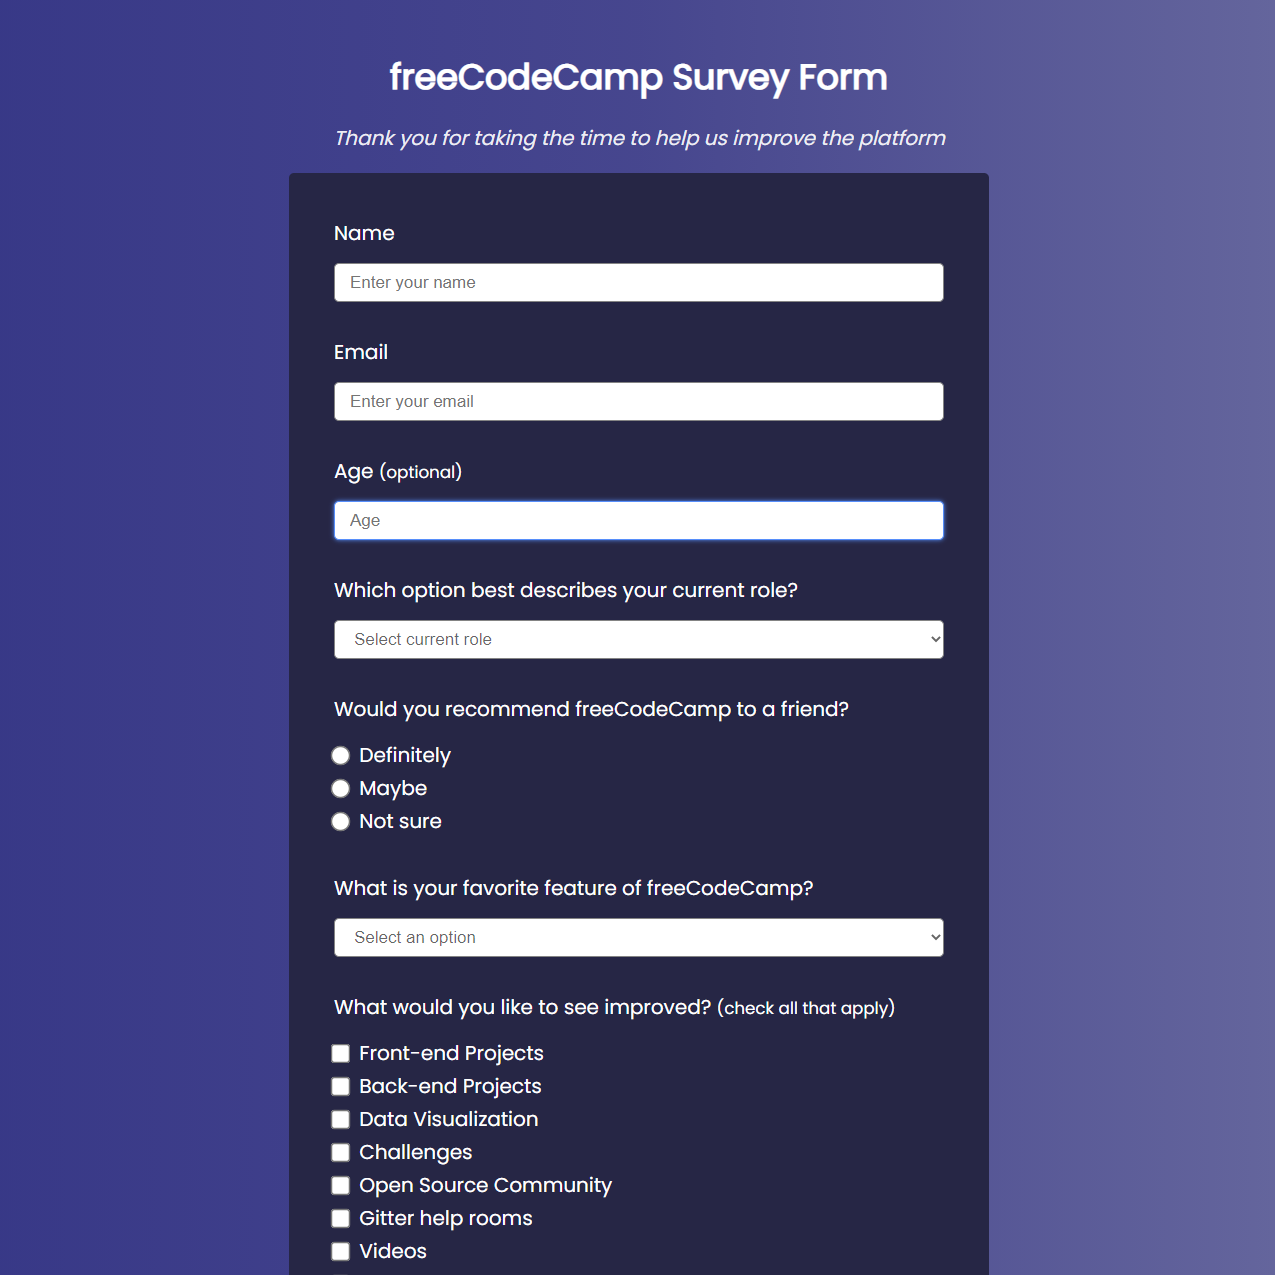 freeCodeCamp Survey Form
Thank you for taking the time to help us improve the platform
Name
Enter your name
Email
Enter your email
Age (optional)
Age
Which option best describes your current role?
Select current role
Would you recommend freeCodeCamp to a friend?
Definitely
Maybe
Not sure
What is your favorite feature of freeCodeCamp?
Select an option
What would you like to see improved? (check all that apply)
Front-end Projects
Back-end Projects
Data Visualization
Challenges
Open Source Community
Gitter help rooms
Videos